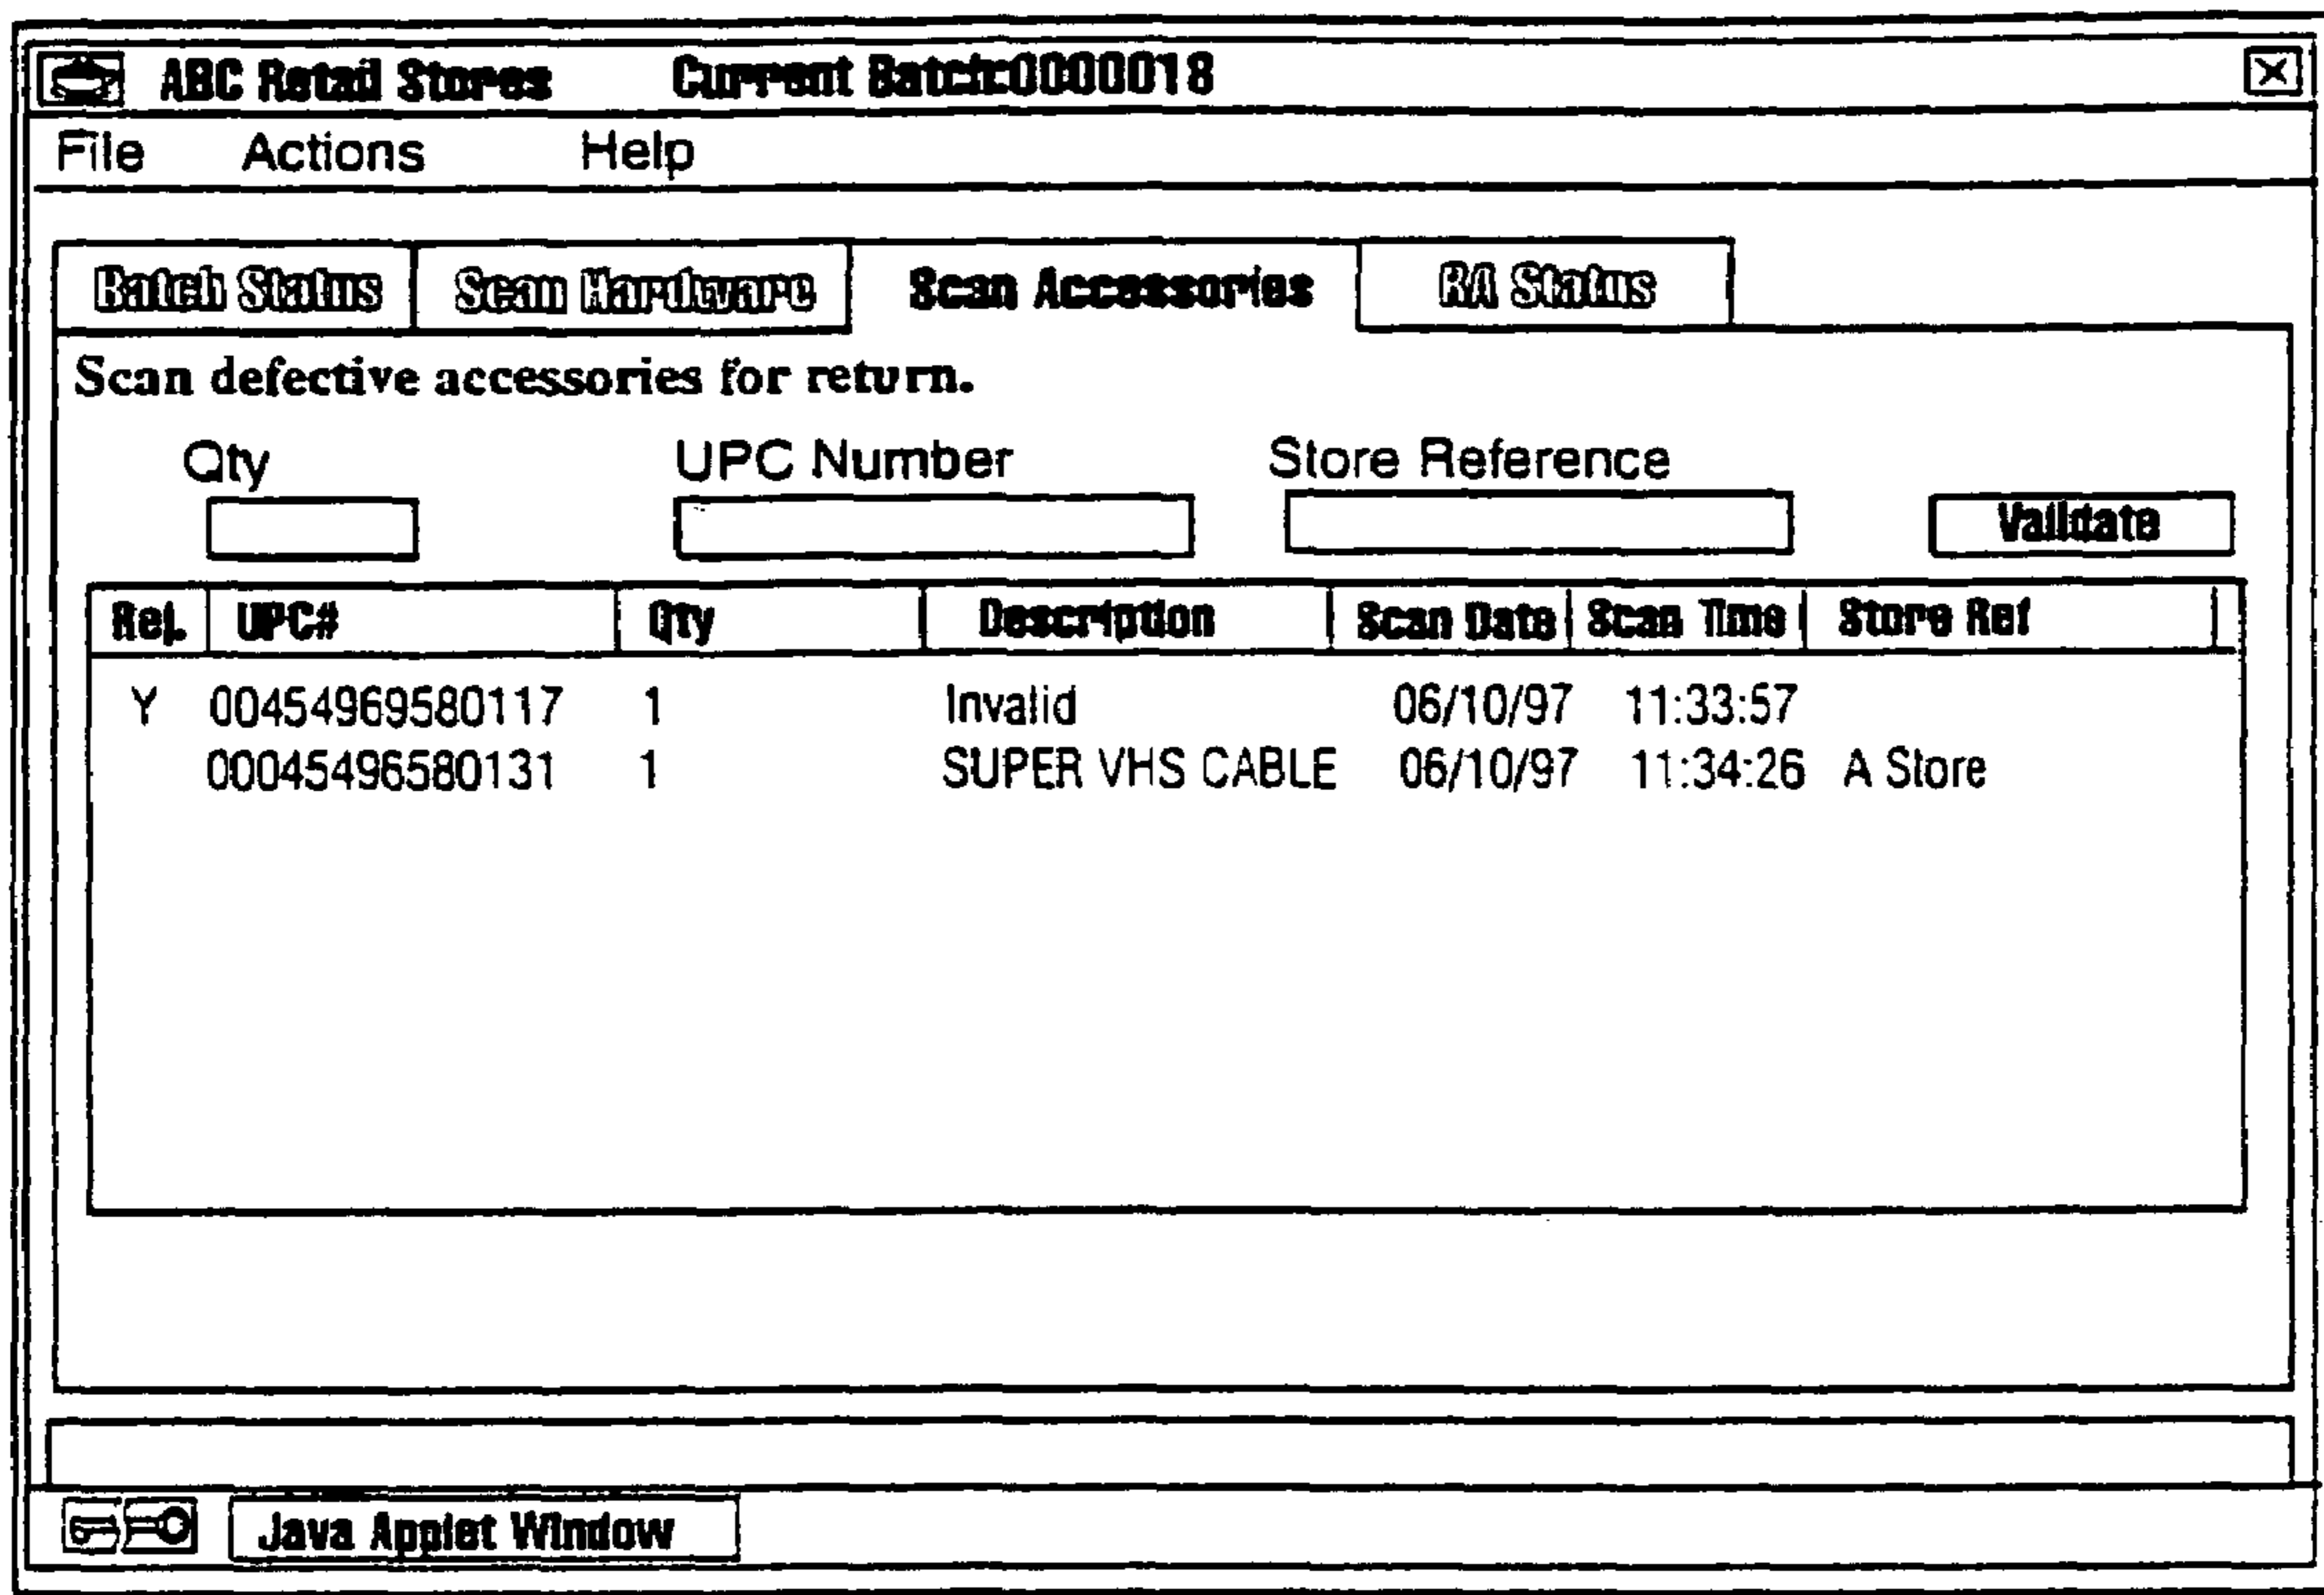 ABC Retail Stores Current Batch:0000018
File Actions Help
Batch Status Scan Hardware Scan Accessories RA Status
Scan defective accessories for return.
Qty UPC Number Store Reference
Validate
Rej. UPC# Qty Description Scan Date Scan Time Store Ref
Y 00454969580117 1 Invalid 06/10/97 11:33:57
00045496580131 1 SUPER VHS CABLE 06/10/97 11:34:26 A Store
Java Applet Window